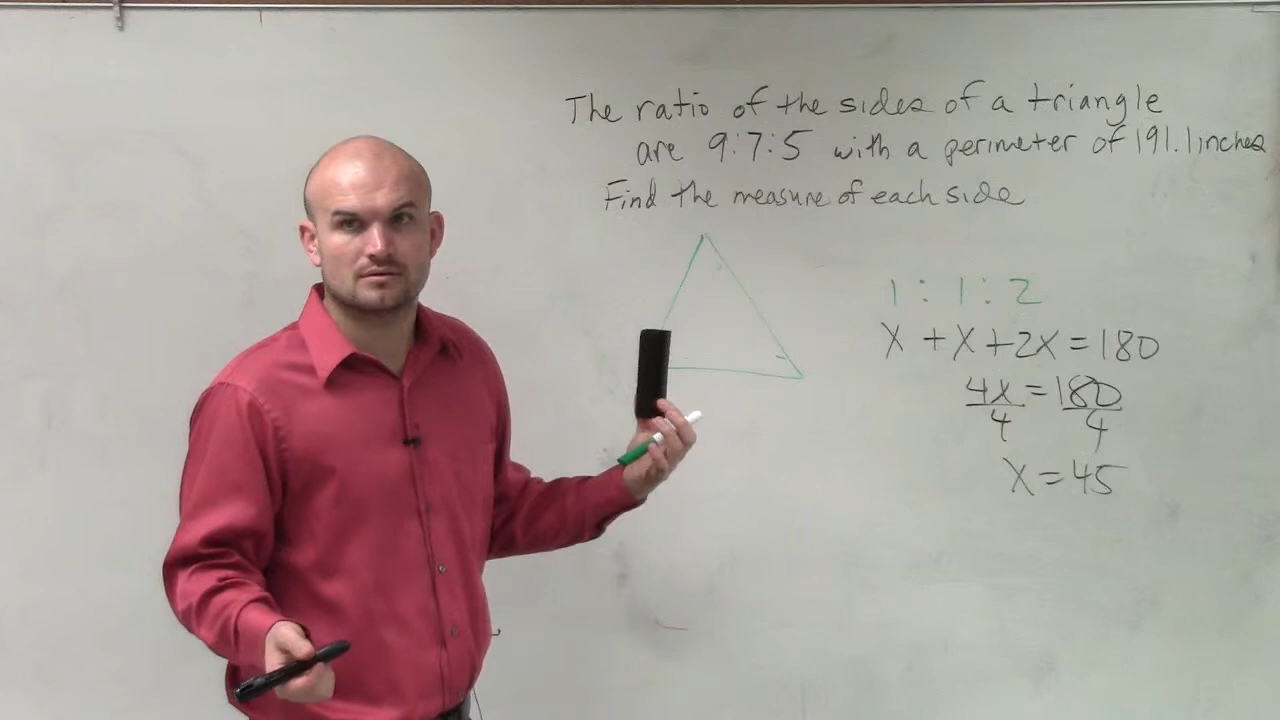 The ratio of the sides of a triangle
are 9:7:5 with a perimeter of 191.1 inches
Find the measure of each side
1 : 1 : 2
X + X + 2X = 180
4X = 180
4 4
X = 45